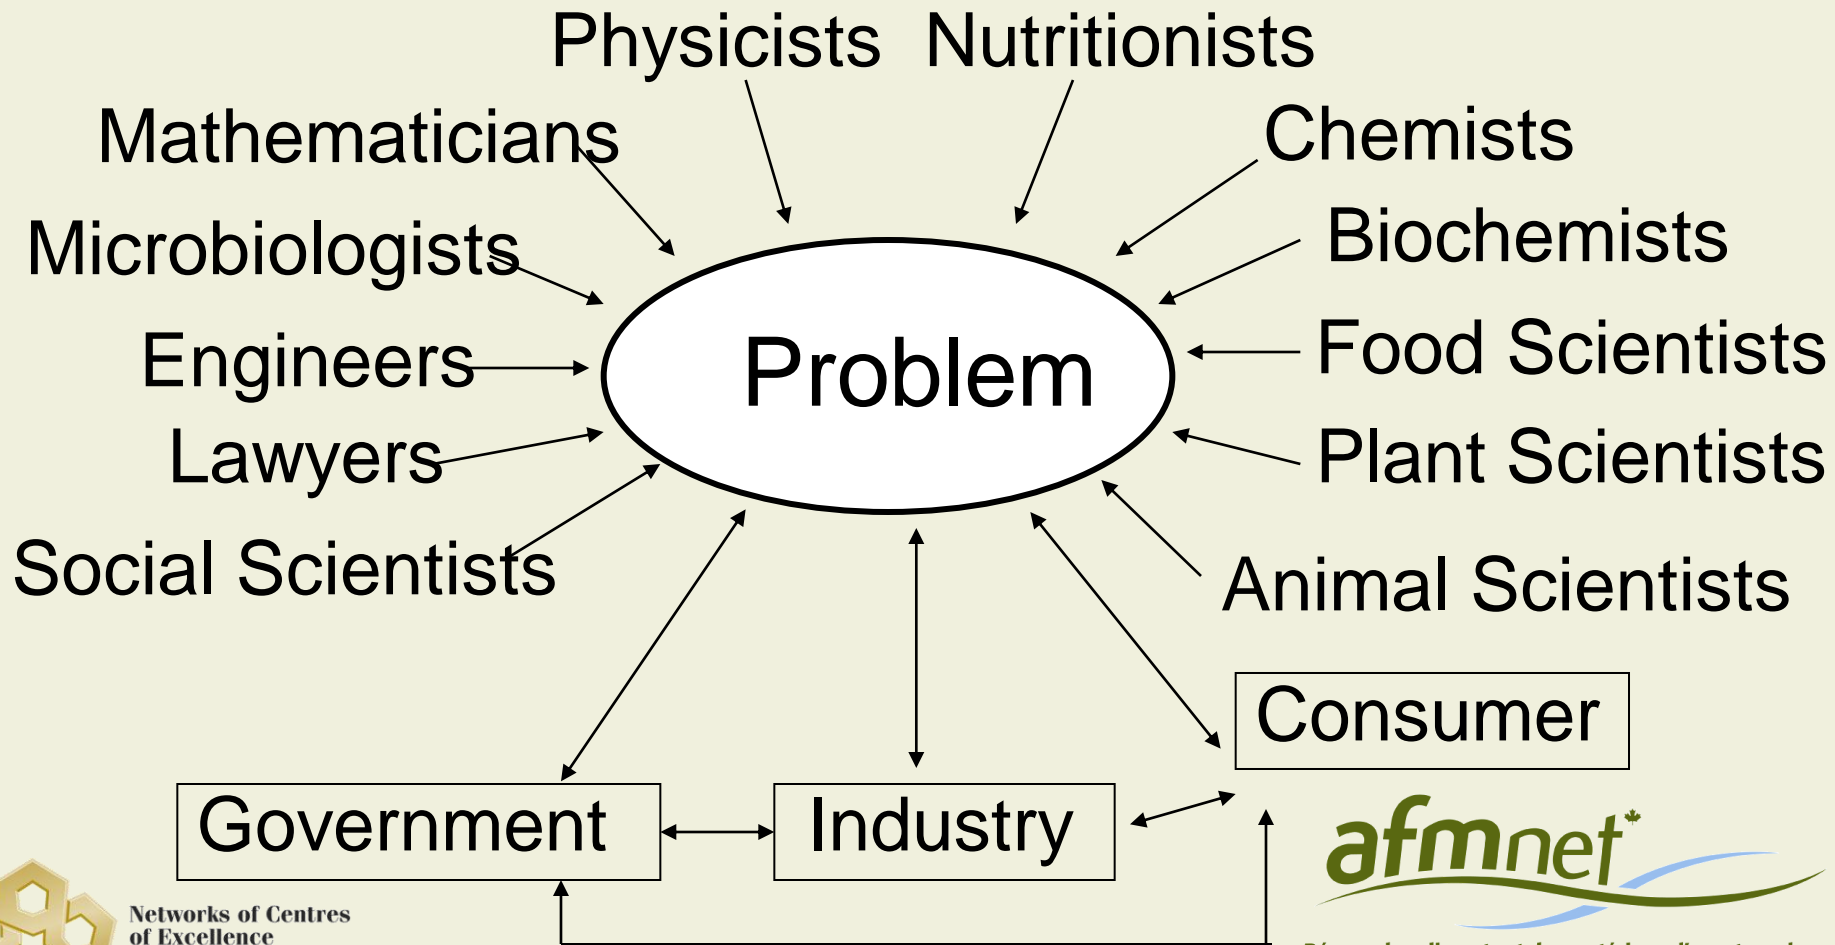 Physicists Nutritionists
Mathematicians
Chemists
Microbiologists
Biochemists
Engineers
Problem
Food Scientists
Lawyers
Plant Scientists
Social Scientists
Animal Scientists
Consumer
Government
Industry
afmnet
Networks of Centres
of Excellence